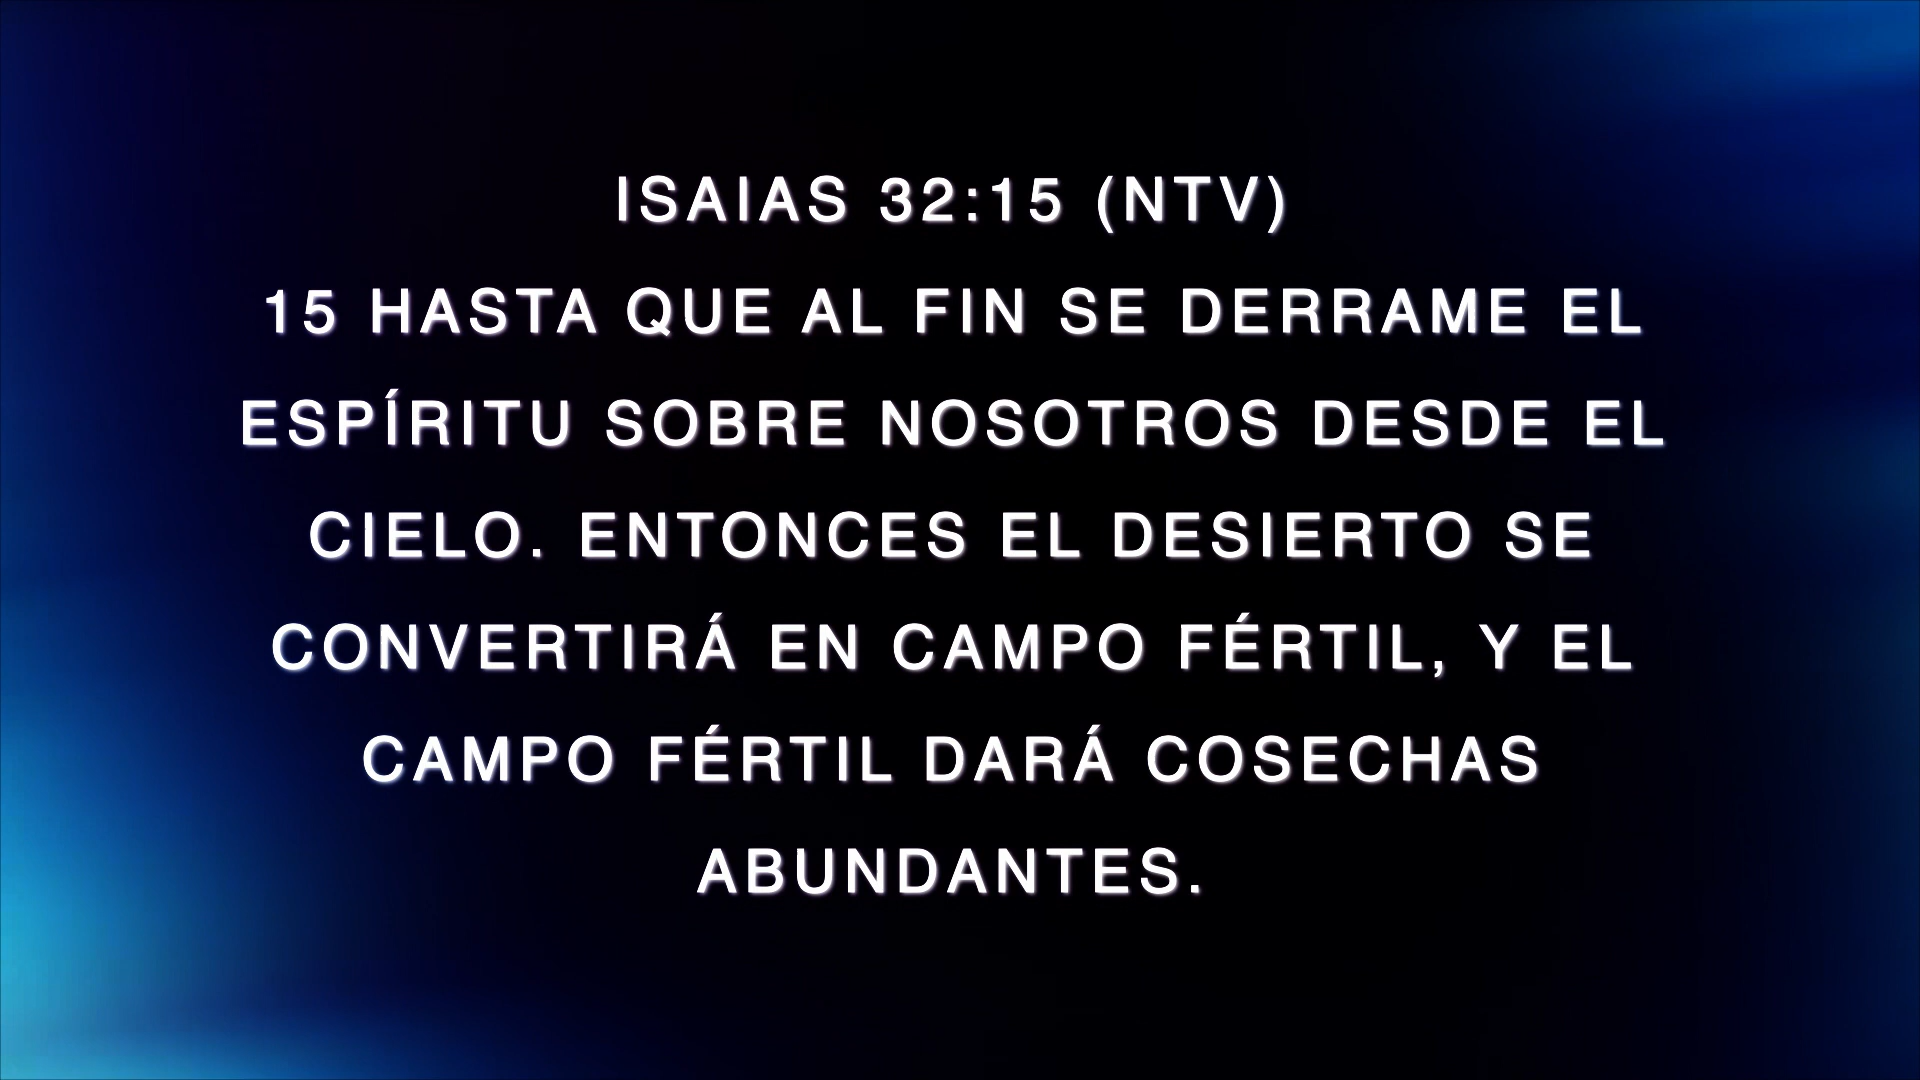 ISAIAS 32:15 (NTV)
15 HASTA QUE AL FIN SE DERRAME EL
ESPÍRITU SOBRE NOSOTROS DESDE EL
CIELO. ENTONCES EL DESIERTO SE
CONVERTIRÁ EN CAMPO FÉRTIL, Y EL
CAMPO FÉRTIL DARÁ COSECHAS
ABUNDANTES.